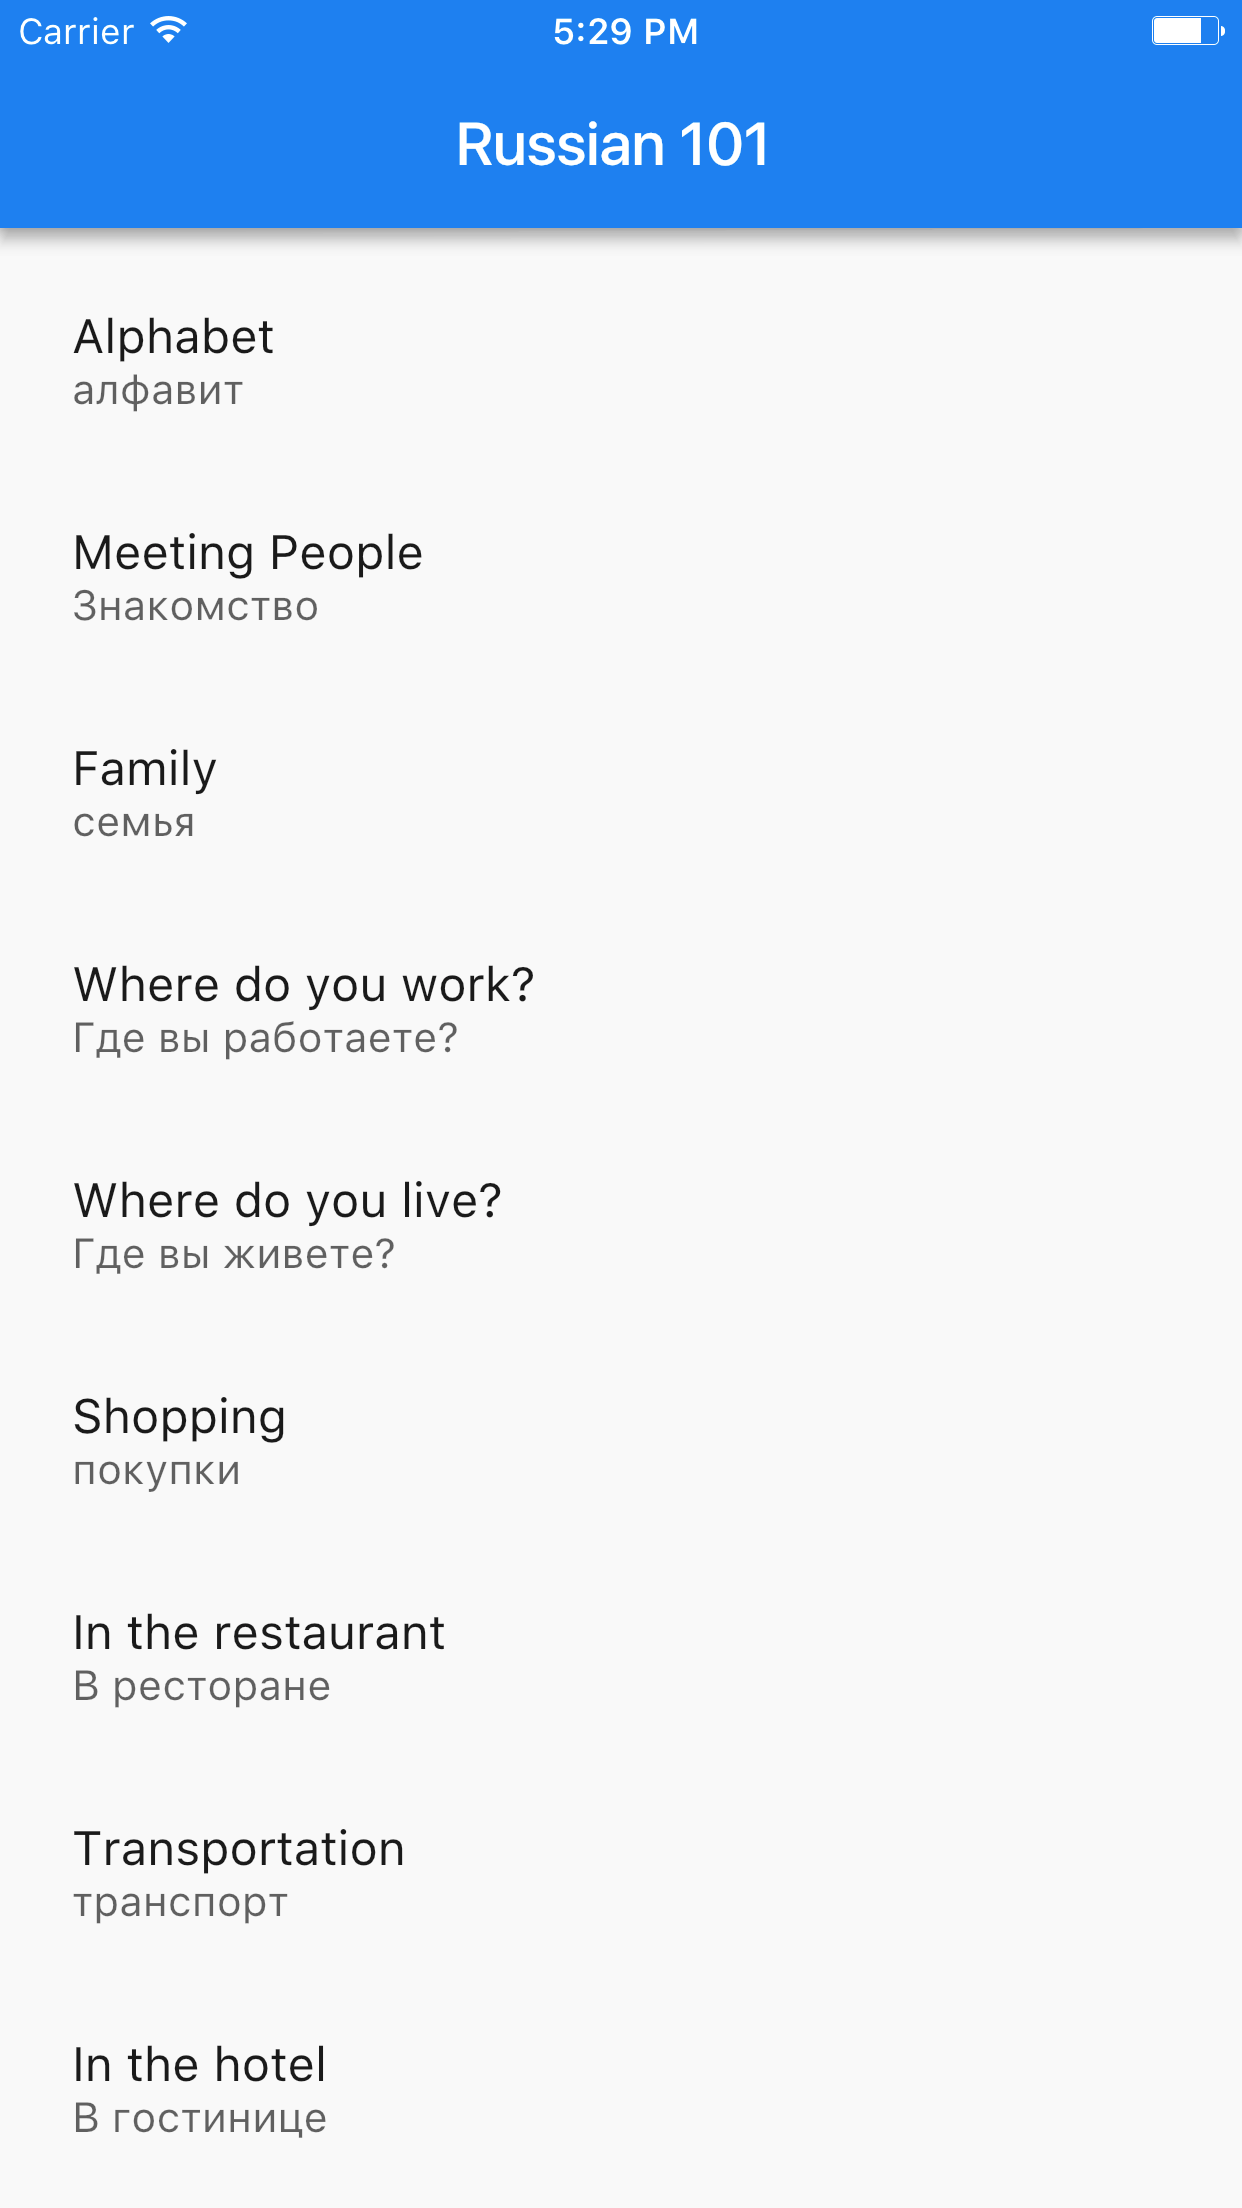 Carrier 5:29 PM
Russian 101
Alphabet
алфавит
Meeting People
Знакомство
Family
семья
Where do you work?
Где вы работаете?
Where do you live?
Где вы живете?
Shopping
покупки
In the restaurant
В ресторане
Transportation
транспорт
In the hotel
В гостинице